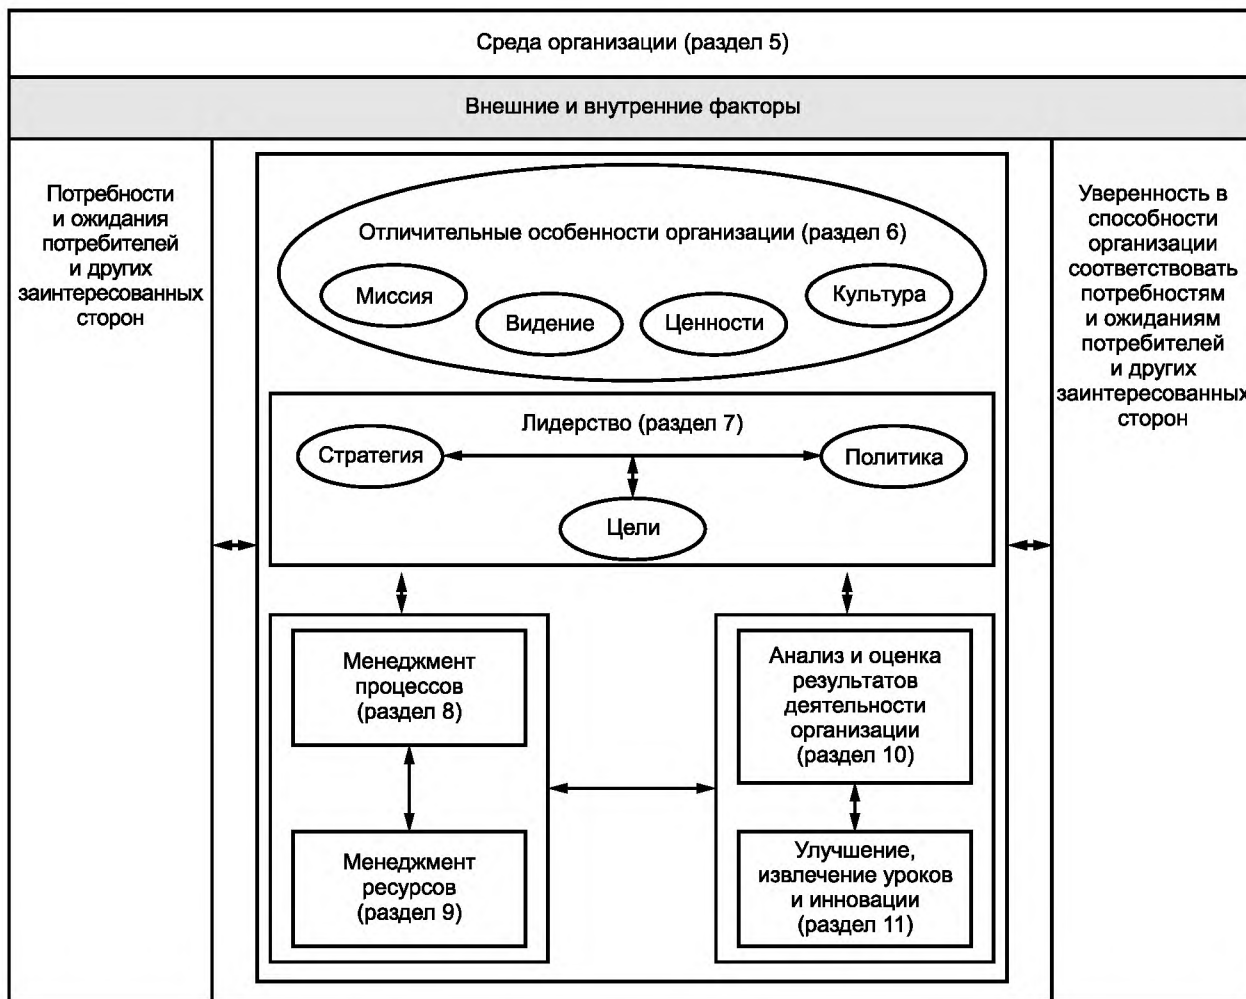 Среда организации (раздел 5)
Внешние и внутренние факторы
Потребности
и ожидания
потребителей
и других
заинтересованных
сторон
Отличительные особенности организации (раздел 6)
Миссия
Видение
Ценности
Культура
Лидерство (раздел 7)
Стратегия
Политика
Цели
Менеджмент
процессов
(раздел 8)
Менеджмент
ресурсов
(раздел 9)
Анализ и оценка
результатов
деятельности
организации
(раздел 10)
Улучшение,
извлечение уроков
и инновации
(раздел 11)
Уверенность в
способности
организации
соответствовать
потребностям
и ожиданиям
потребителей
и других
заинтересованных
сторон